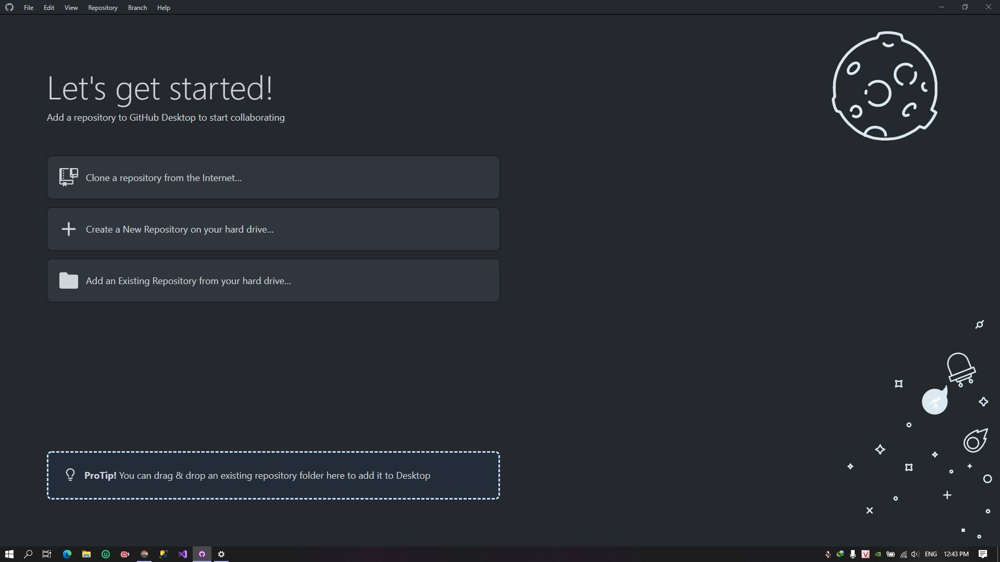 File Edit View Repository Branch Help
Let's get started!
Add a repository to GitHub Desktop to start collaborating
Clone a repository from the Internet...
Create a New Repository on your hard drive...
Add an Existing Repository from your hard drive...
ProTip! You can drag & drop an existing repository folder here to add it to Desktop
ENG 12:43 PM